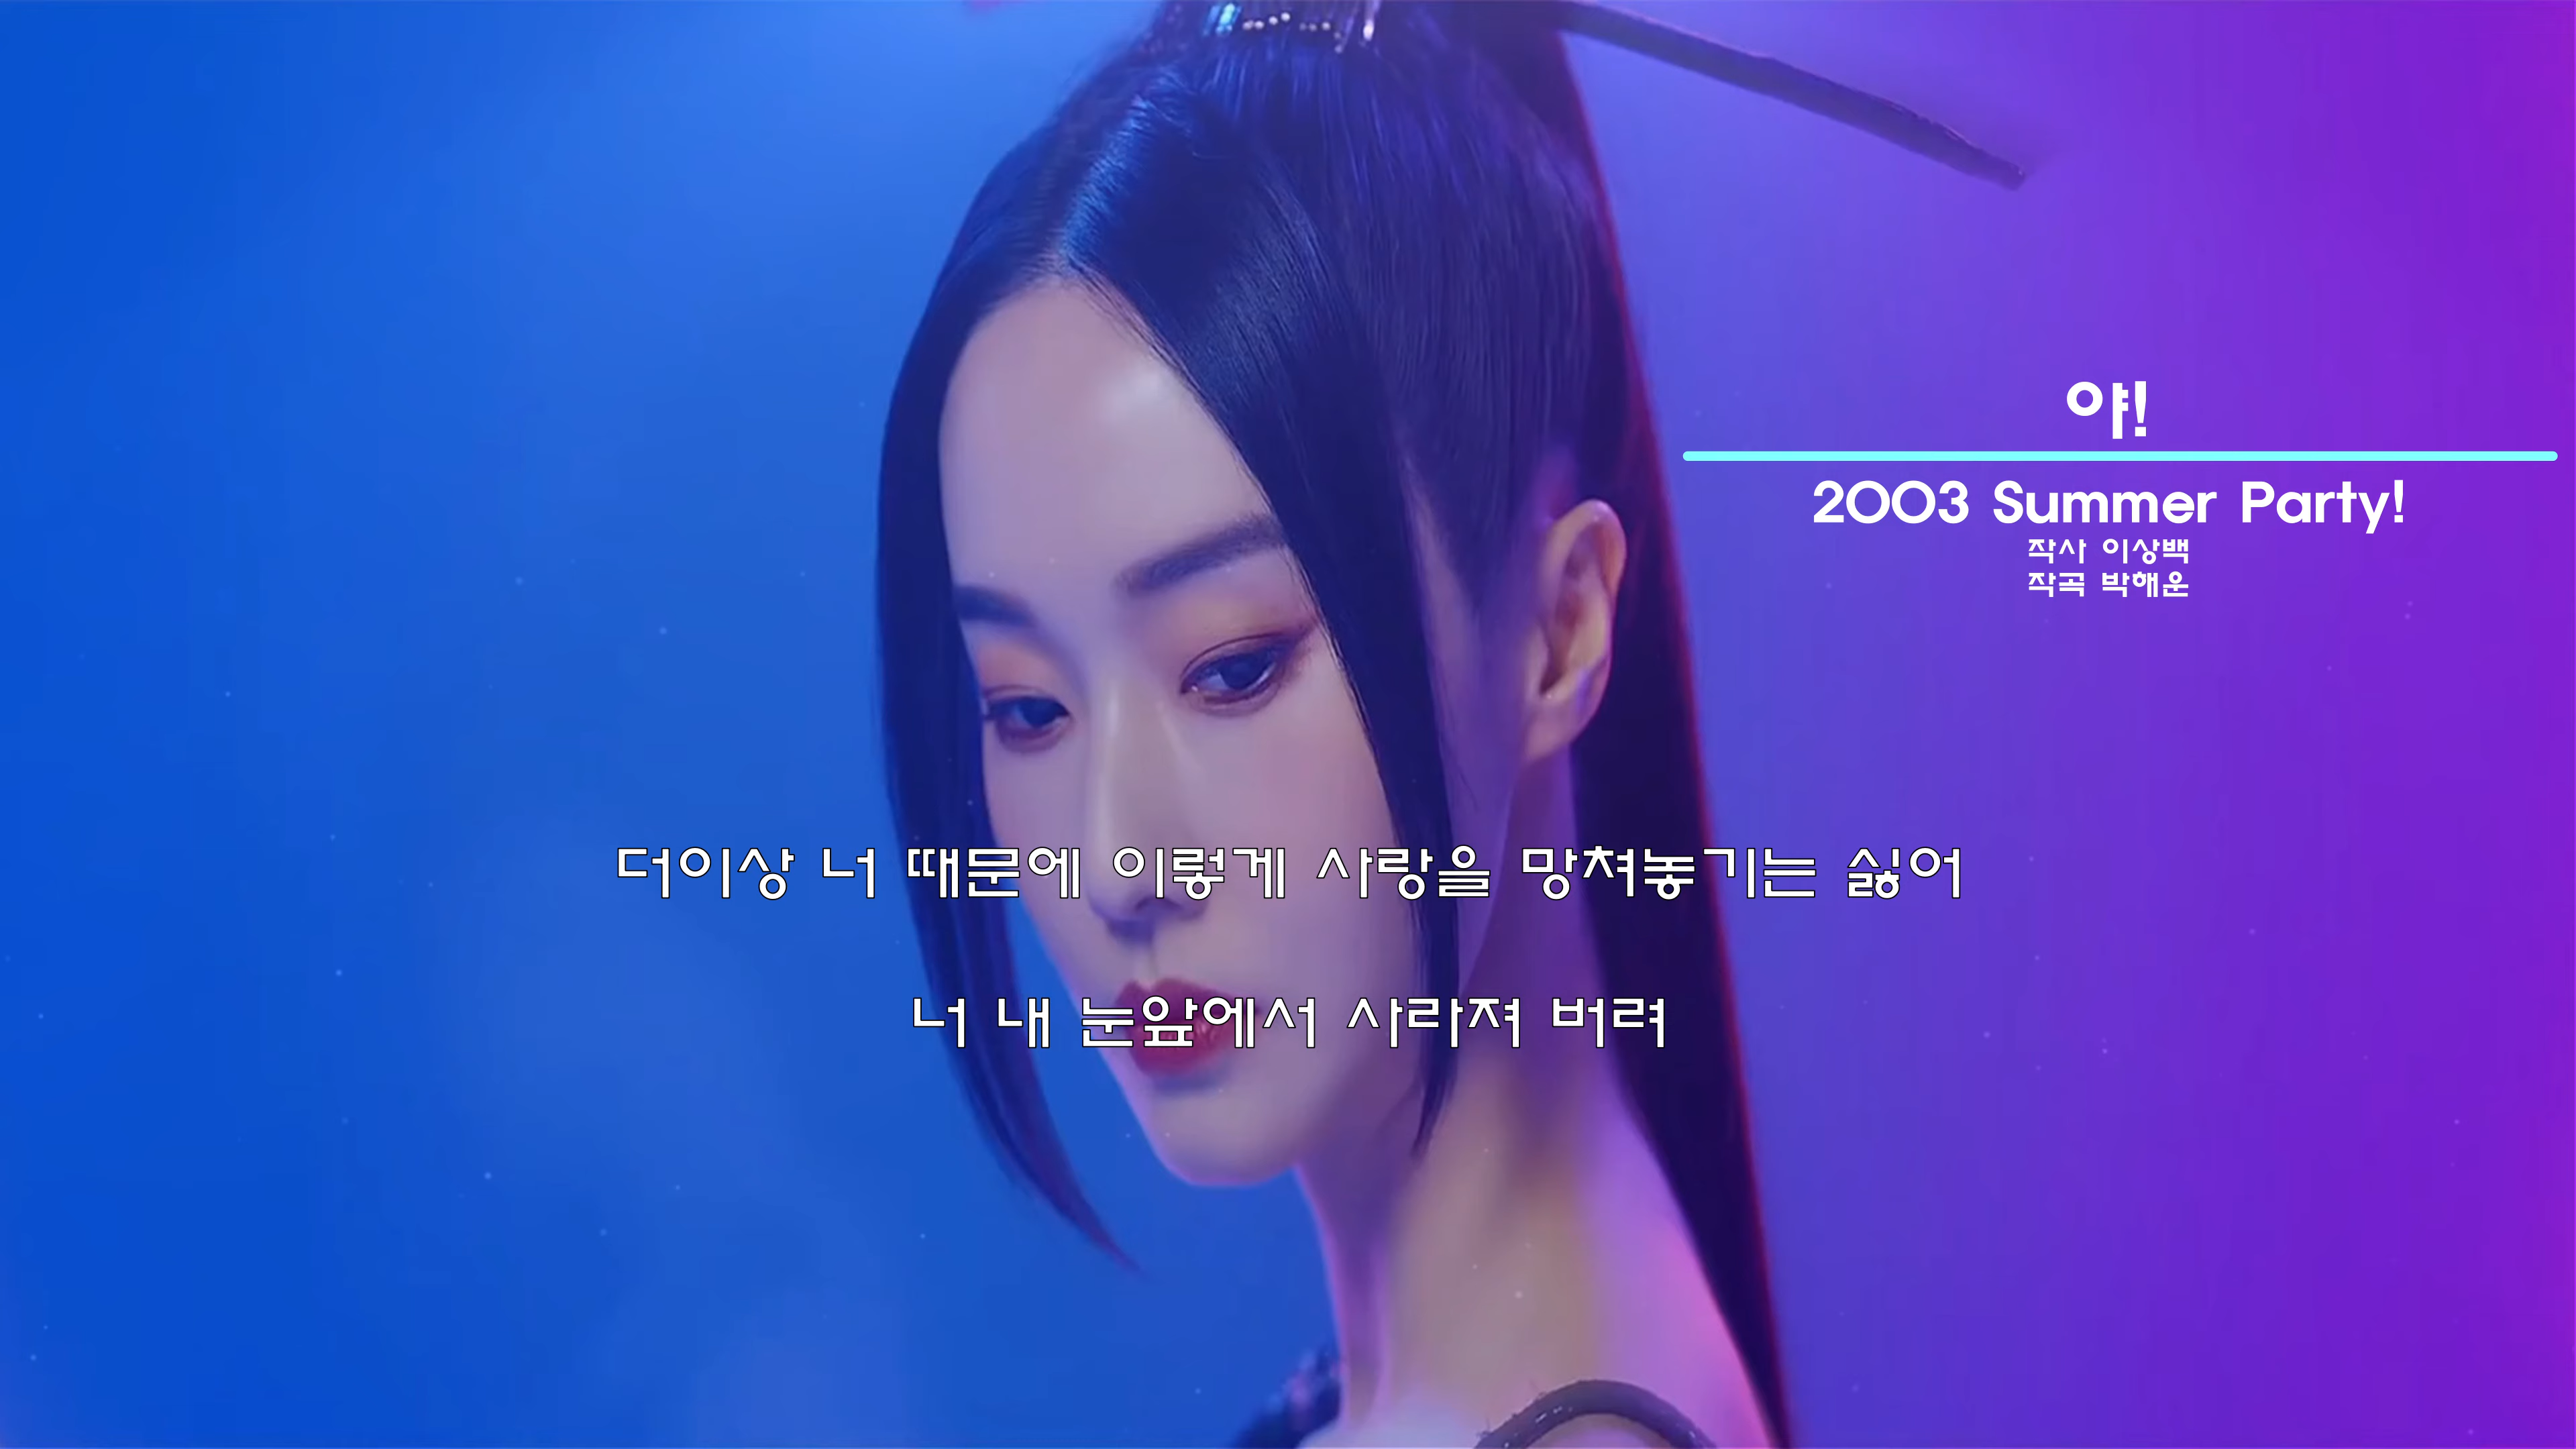 야!
2003 Summer Party!
작사 이상백
작곡 박해운
더이상 너 때문에 이렇게 사랑을 망쳐놓기는 싫어
너 내 눈앞에서 사라져 버려